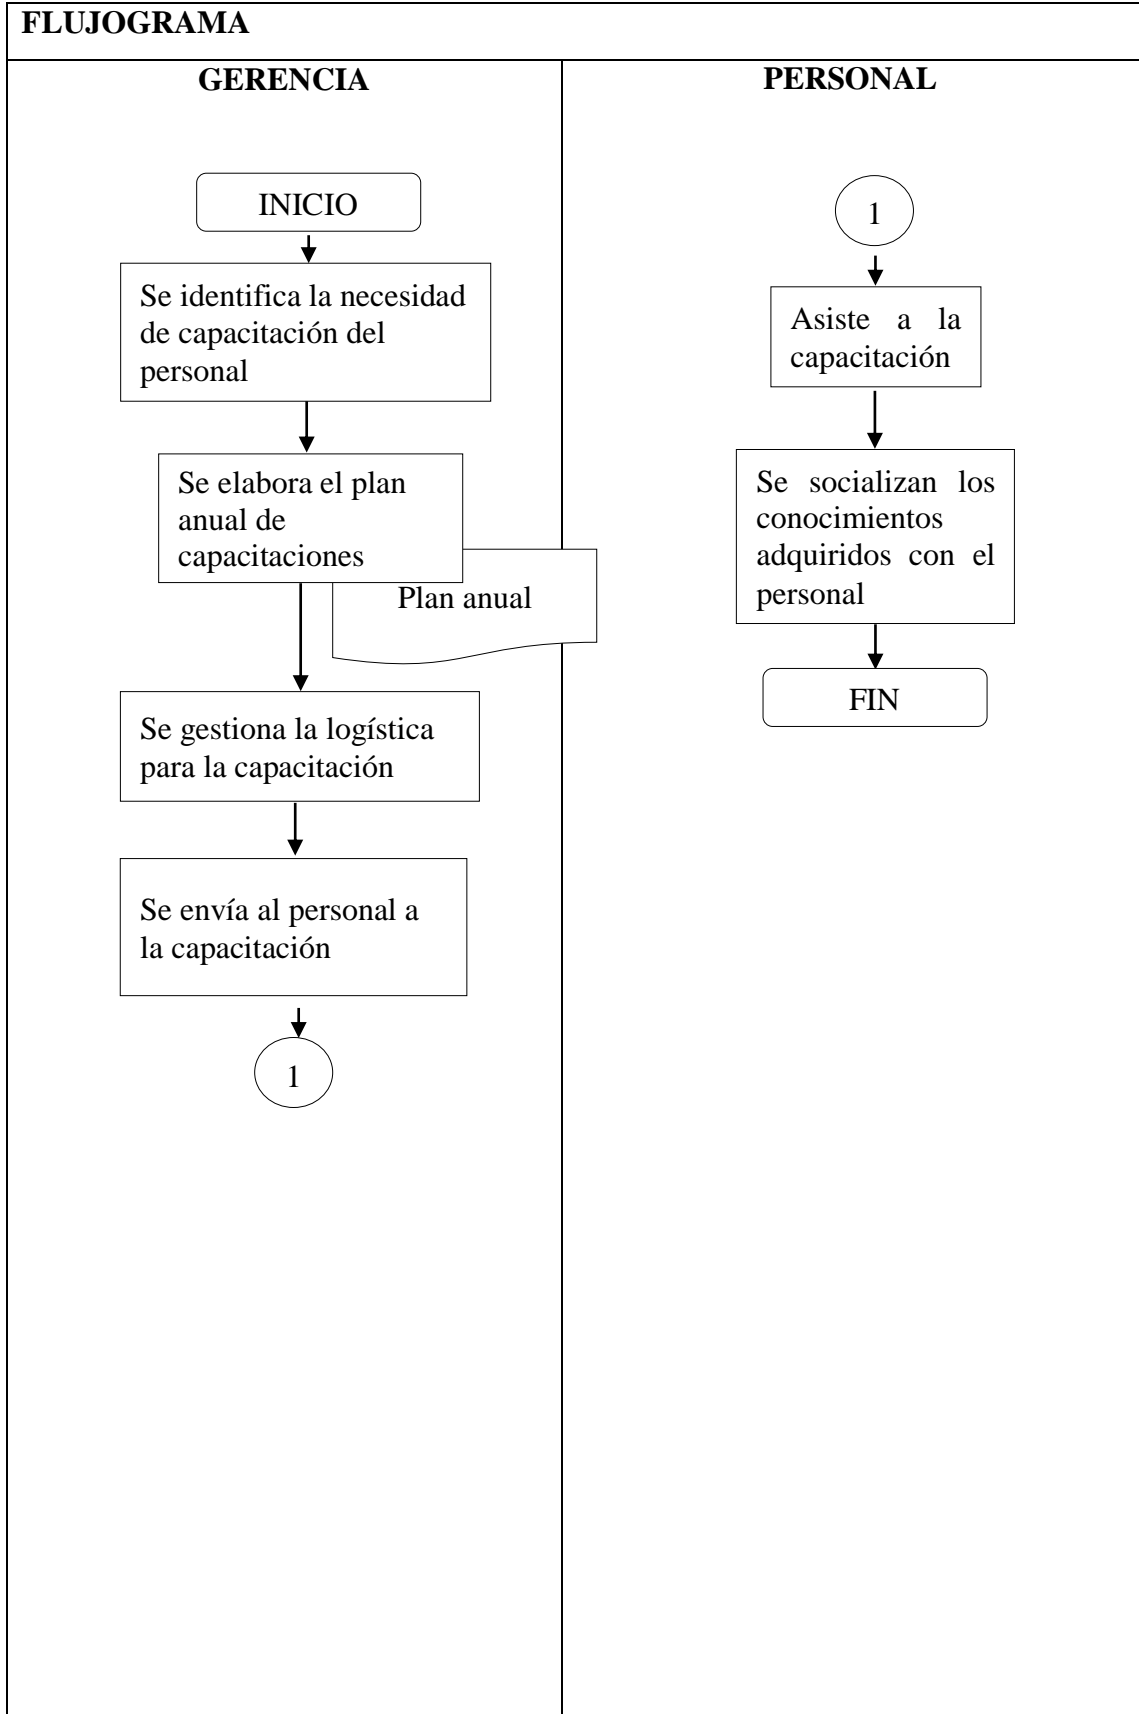 FLUJOGRAMA
GERENCIA
INICIO
Se identifica la necesidad
de capacitación del
personal
Se elabora el plan
anual de
capacitaciones
Plan anual
Se gestiona la logística
para la capacitación
Se envía al personal a
la capacitación
1
PERSONAL
1
Asiste a la
capacitación
Se socializan los
conocimientos
adquiridos con el
personal
FIN